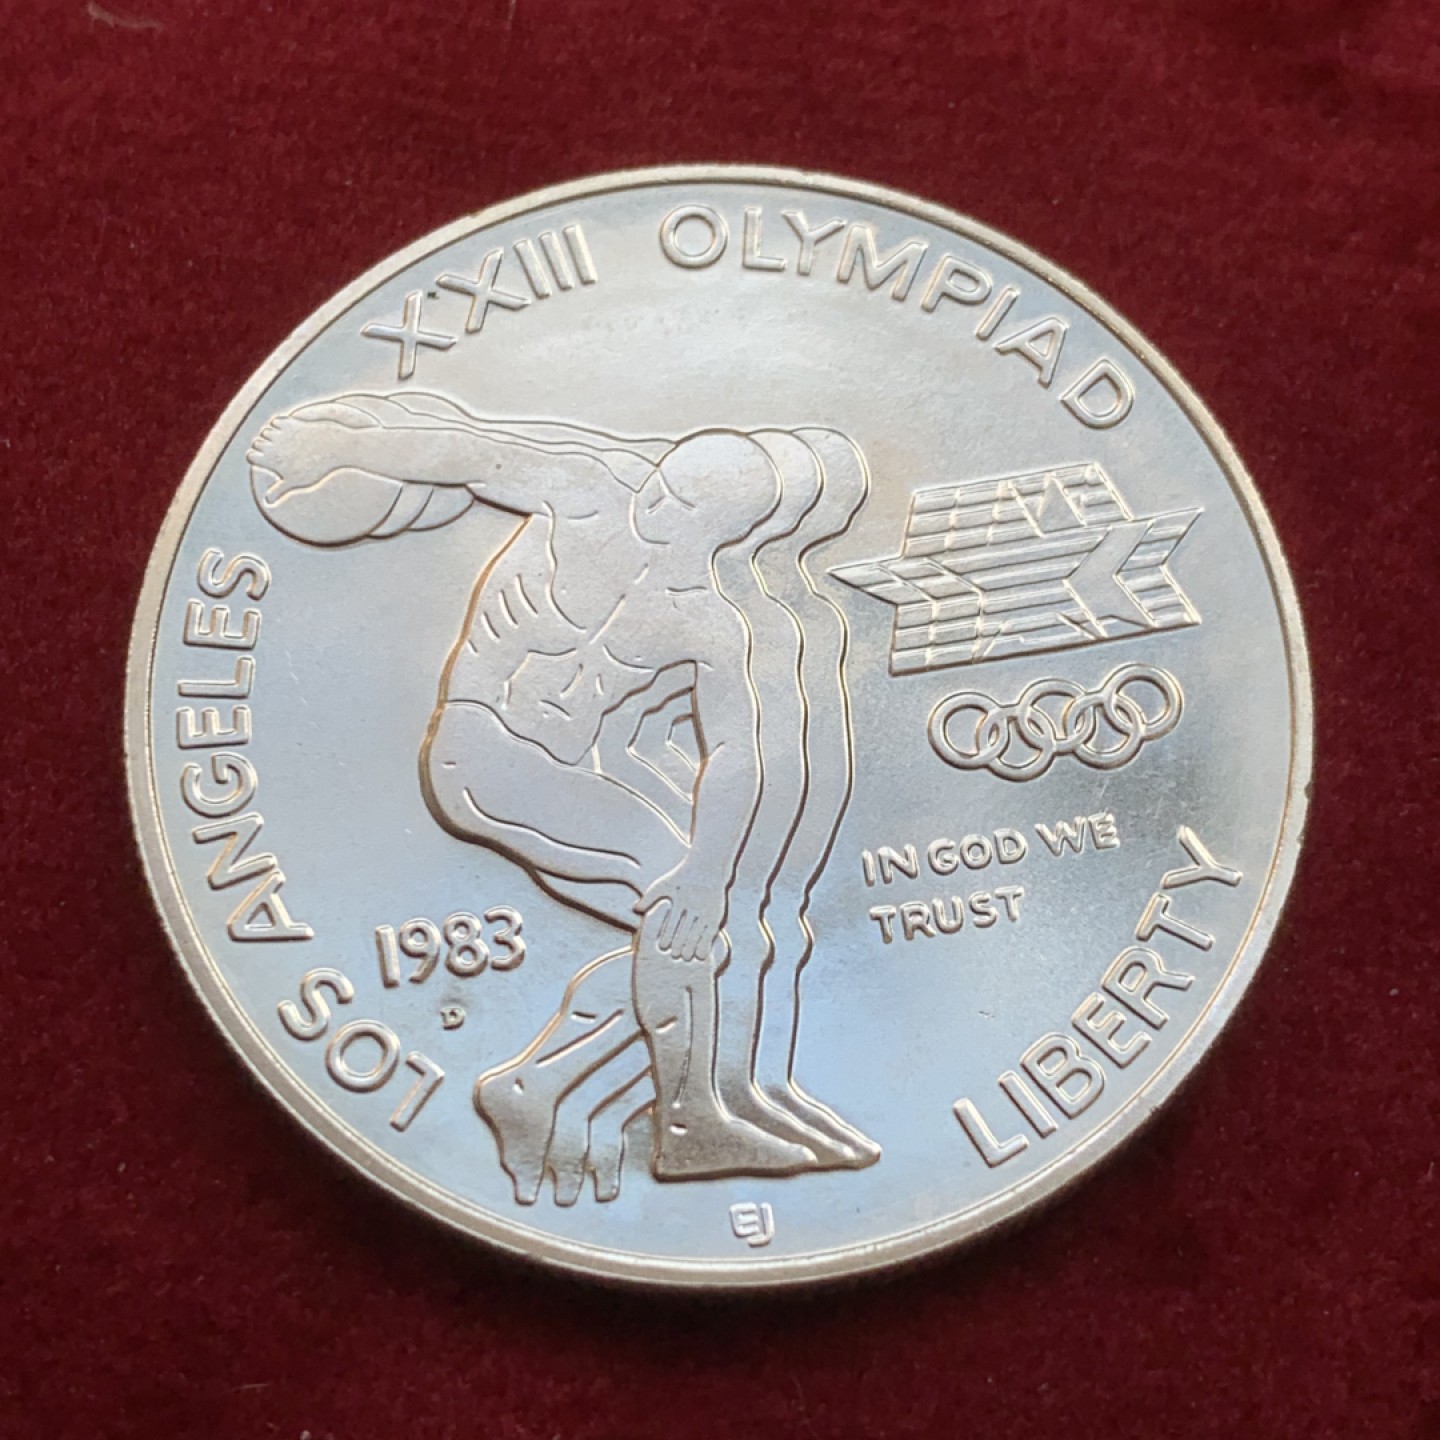 XXIII OLYMPIAD
LOS ANGELES
IN GOD WE
TRUST
1983
D
LIBERTY
EJ